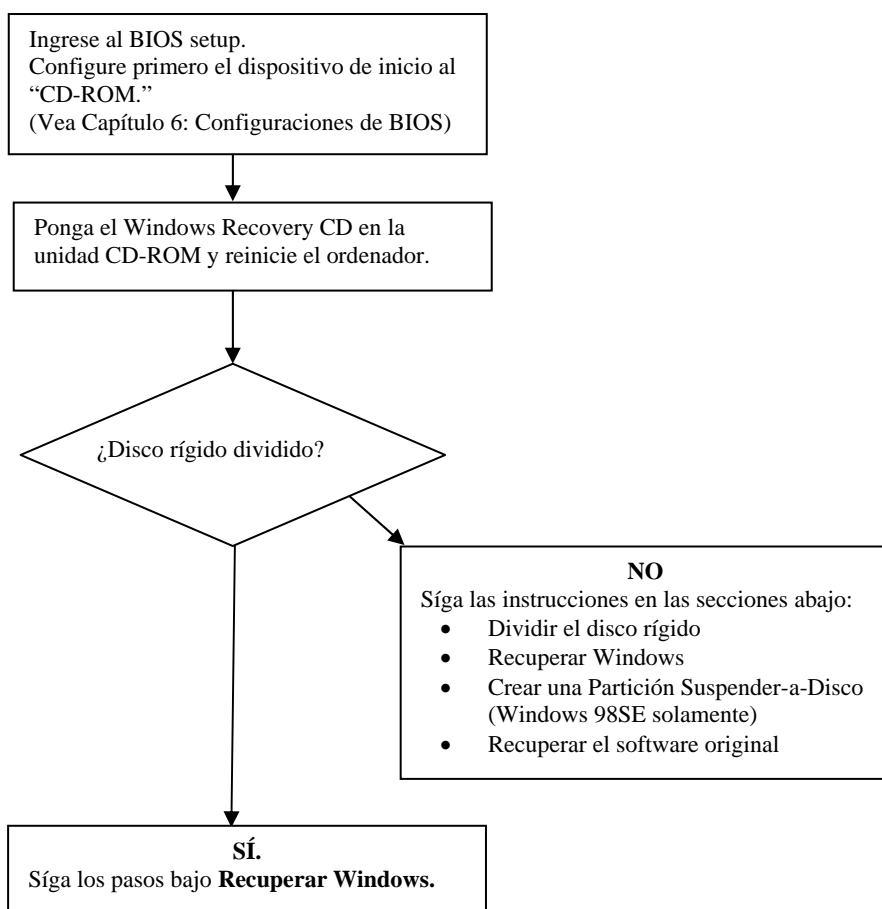 Ingrese al BIOS setup.
Configure primero el dispositivo de inicio al
“CD-ROM.”
(Vea Capítulo 6: Configuraciones de BIOS)
Ponga el Windows Recovery CD en la
unidad CD-ROM y reinicie el ordenador.
¿Disco rígido dividido?
NO
Síga las instrucciones en las secciones abajo:
• Dividir el disco rígido
• Recuperar Windows
• Crear una Partición Suspender-a-Disco
(Windows 98SE solamente)
• Recuperar el software original
SÍ.
Síga los pasos bajo Recuperar Windows.